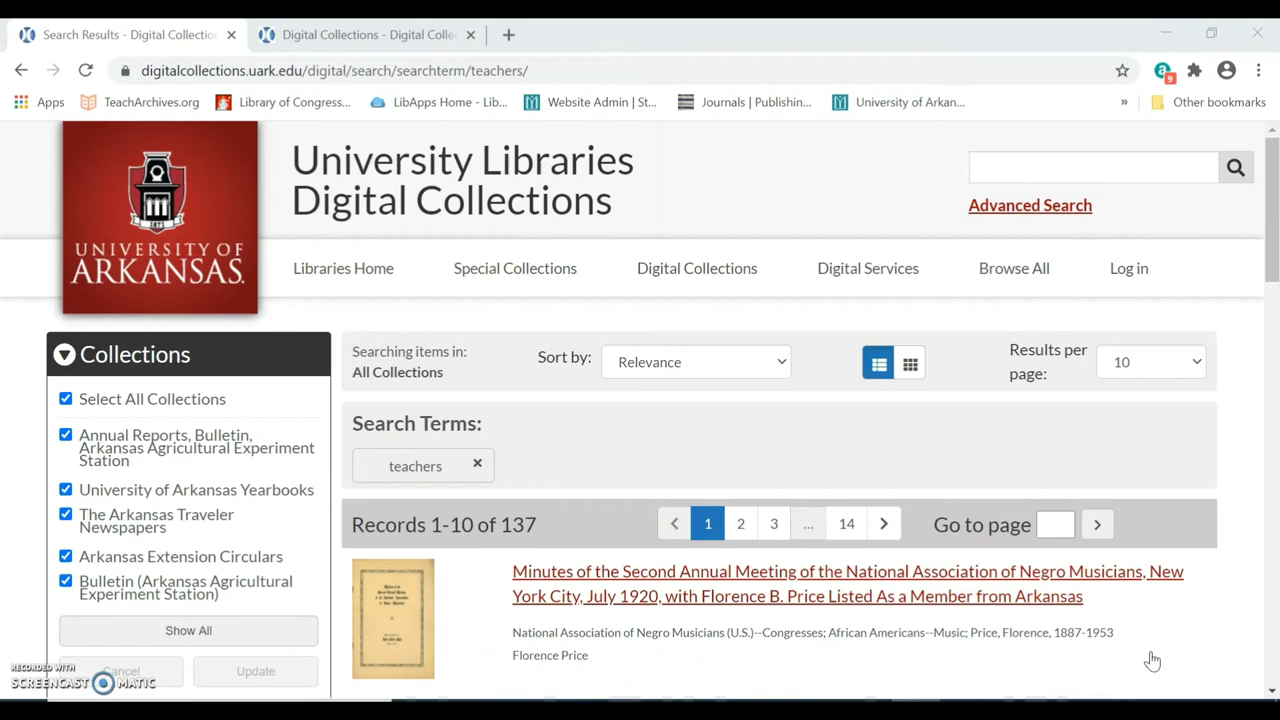 Search Results - Digital Collectio
Digital Collections - Digital Colle
digitalcollections.uark.edu/digital/search/searchterm/teachers/
9
Apps
TeachArchives.org
Library of Congress...
LibApps Home - Lib...
Website Admin | St...
Journals | Publishin...
University of Arkan...
»
Other bookmarks
1871
UNIVERSITY OF
ARKANSAS.
University Libraries
Digital Collections
Advanced Search
Libraries Home
Special Collections
Digital Collections
Digital Services
Browse All
Log in
Collections
Select All Collections
Annual Reports, Bulletin,
Arkansas Agricultural Experiment
Station
University of Arkansas Yearbooks
The Arkansas Traveler
Newspapers
Arkansas Extension Circulars
Bulletin (Arkansas Agricultural
Experiment Station)
Show All
Cancel
Update
Searching items in:
All Collections
Sort by:
Relevance
Results per
page:
10
Search Terms:
teachers
Records 1-10 of 137
1
2
3
...
14
Go to page
Minutes of the Second Annual Meeting of the National Association of Negro Musicians, New
York City, July 1920, with Florence B. Price Listed As a Member from Arkansas
National Association of Negro Musicians (U.S.)--Congresses; African Americans--Music; Price, Florence, 1887-1953
Florence Price
RECORDED WITH
SCREENCAST MATIC